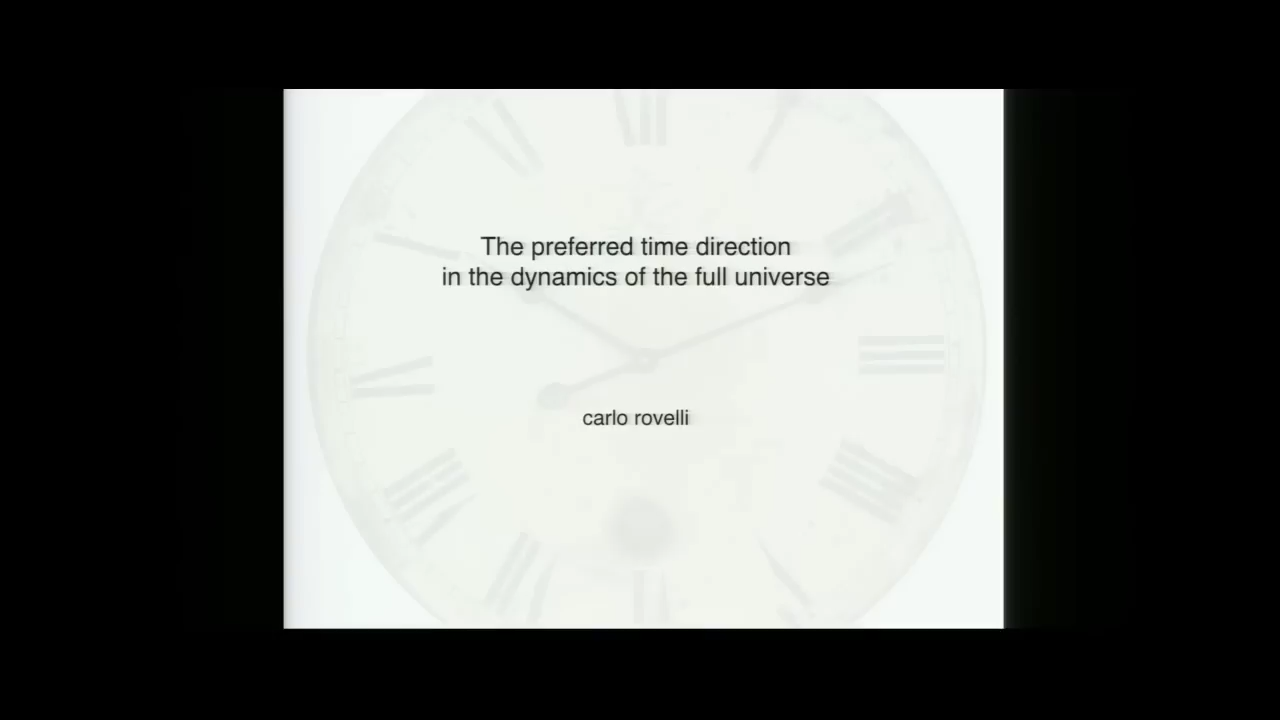 The preferred time direction
in the dynamics of the full universe
carlo rovelli